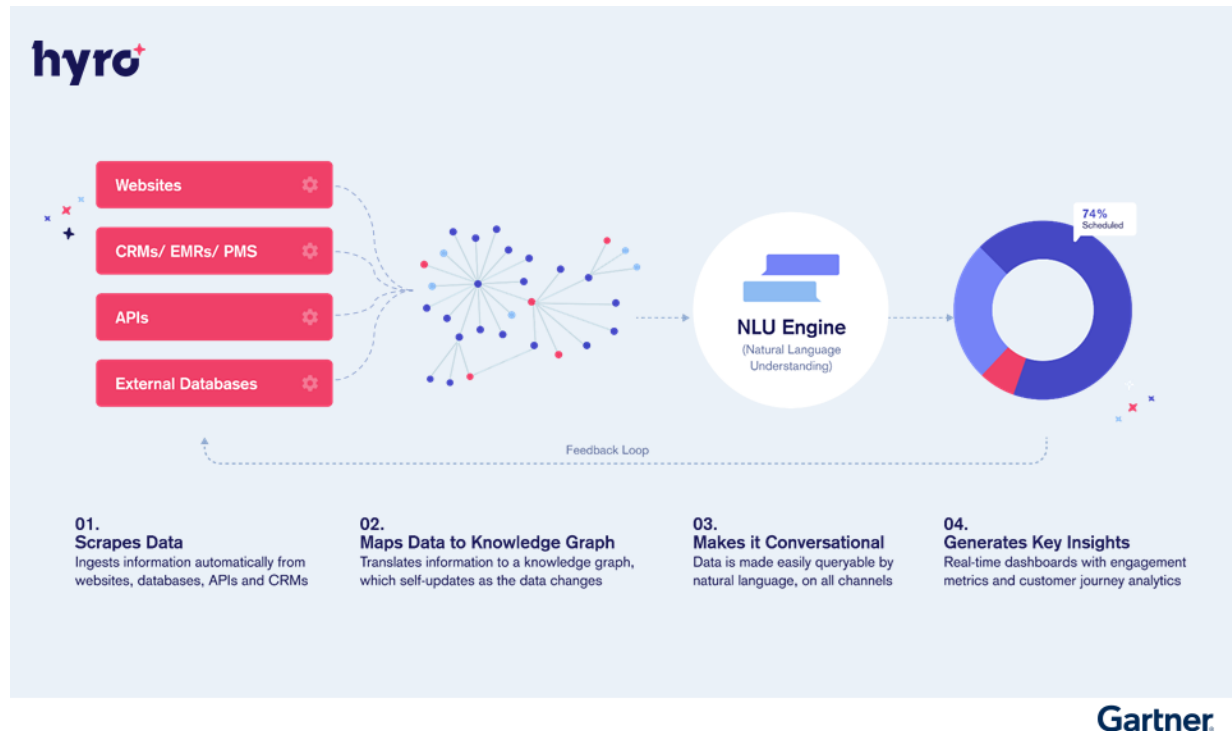 hyro
Websites
CRMs/ EMRs/ PMS
APIs
External Databases
NLU Engine
(Natural Language
Understanding)
74%
Scheduled
Feedback Loop
01.
Scrapes Data
Ingests information automatically from
websites, databases, APIs and CRMs
02.
Maps Data to Knowledge Graph
Translates information to a knowledge graph,
which self-updates as the data changes
03.
Makes it Conversational
Data is made easily queryable by
natural language, on all channels
04.
Generates Key Insights
Real-time dashboards with engagement
metrics and customer journey analytics
Gartner